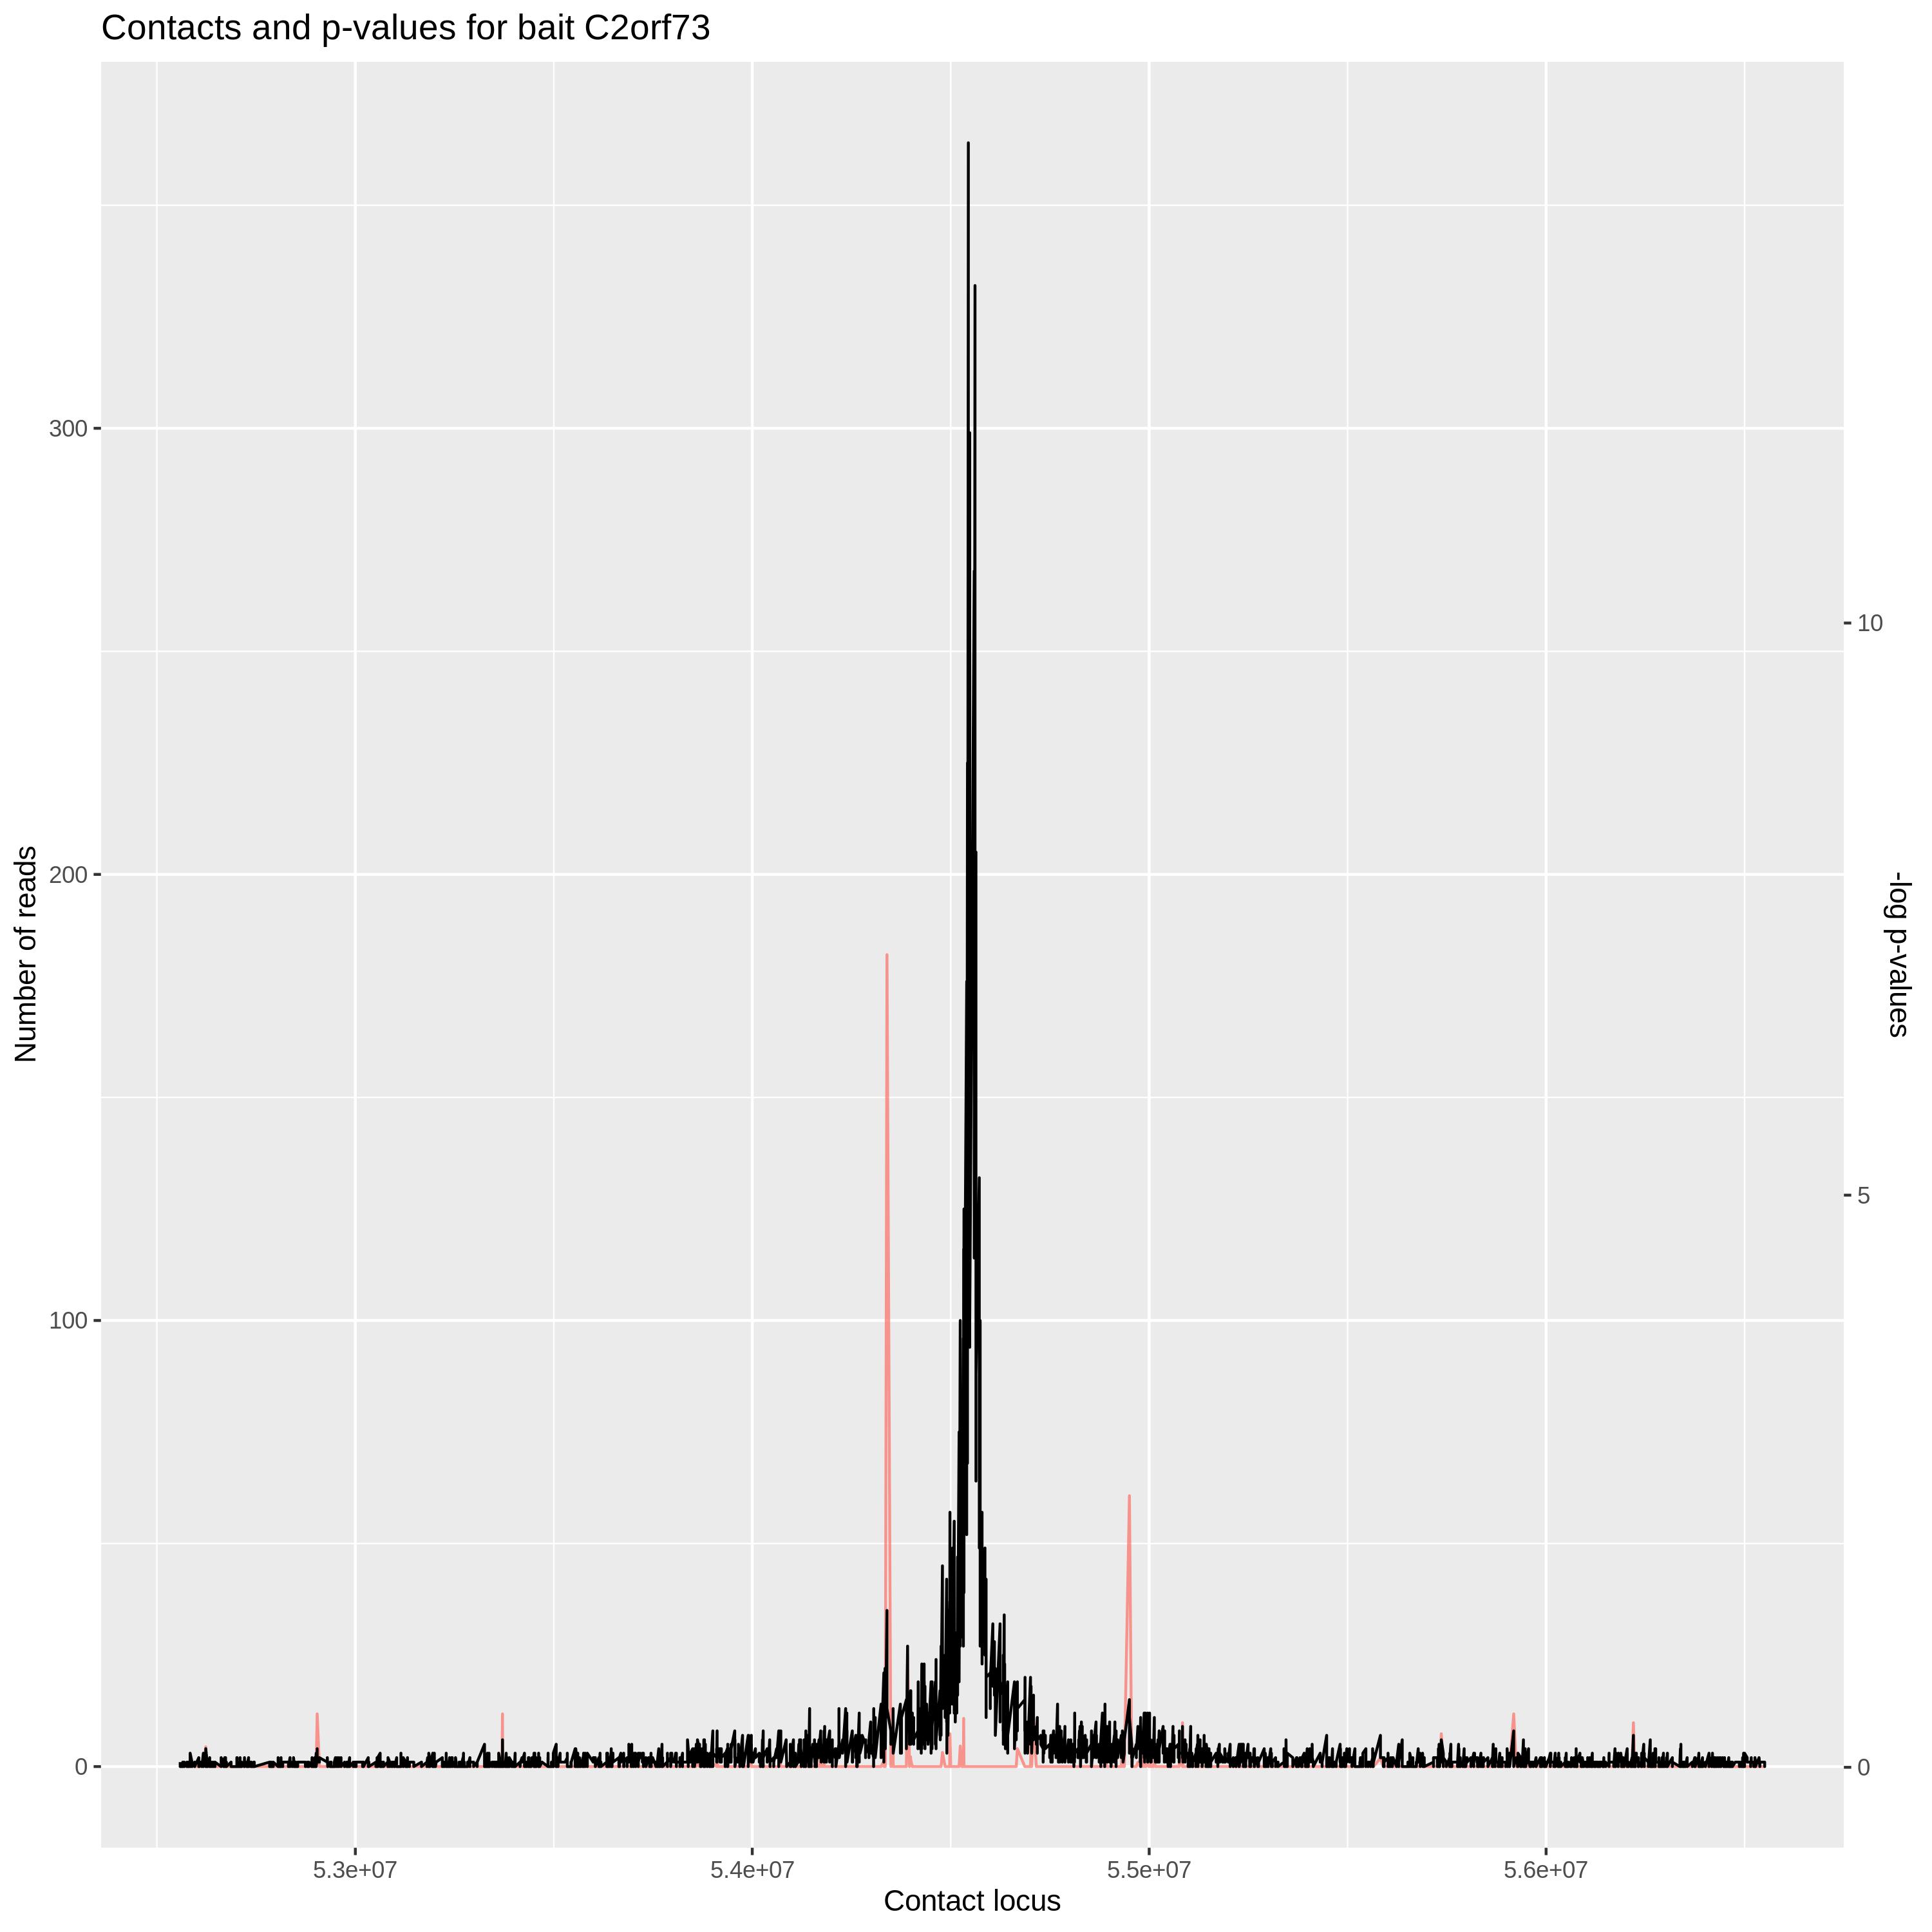 Contacts and p-values for bait C2orf73
300
200
100
0
Number of reads
10
5
0
-log p-values
5.3e+07 5.4e+07 5.5e+07 5.6e+07
Contact locus